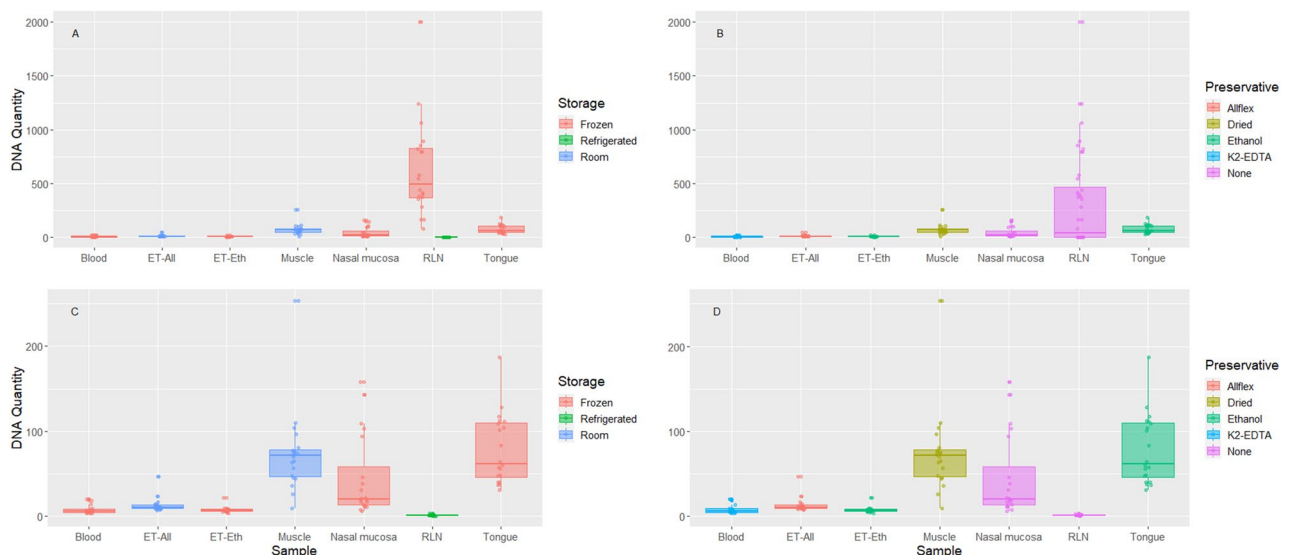 A
DNA Quantity
2000
1500
1000
500
0
Blood ET-All ET-Eth Muscle Nasal mucosa RLN Tongue
Storage
Frozen
Refrigerated
Room
B
2000
1500
1000
500
0
Blood ET-All ET-Eth Muscle Nasal mucosa RLN Tongue
Preservative
Allflex
Dried
Ethanol
K2-EDTA
None
C
DNA Quantity
200
100
0
Blood ET-All ET-Eth Muscle Nasal mucosa RLN Tongue
Sample
Storage
Frozen
Refrigerated
Room
D
200
100
0
Blood ET-All ET-Eth Muscle Nasal mucosa RLN Tongue
Sample
Preservative
Allflex
Dried
Ethanol
K2-EDTA
None